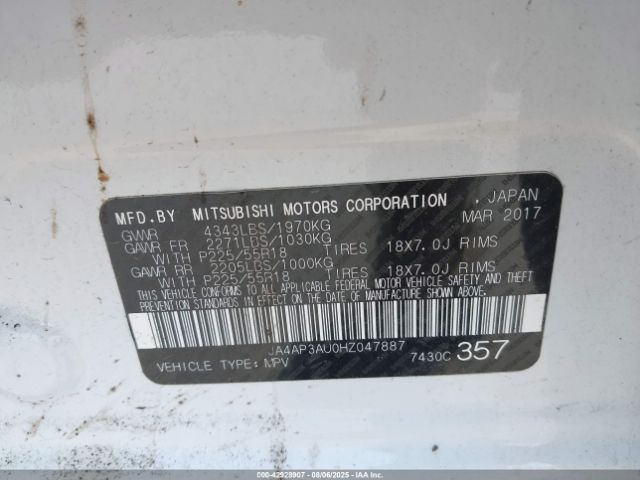 MFD.BY MITSUBISHI MOTORS CORPORATION , JAPAN
MAR 2017
GVWR 4343LBS/1970KG
GAWR FR 2271LBS/1030KG
WITH P225/55R18 TIRES 18X7.0J RIMS
GAWR RR 2205LBS/1000KG
WITH P225/55R18 TIRES 18X7.0J RIMS
THIS VEHICLE CONFORMS TO ALL APPLICABLE FEDERAL MOTOR VEHICLE SAFETY AND THEFT
PREVENTION STANDARDS IN EFFECT ON THE DATE OF MANUFACTURE SHOWN ABOVE.
JA4AP3AU0HZ047887
VEHICLE TYPE: MPV 7430C 357
000-42928907 - 08/06/2025 - IAAI.com